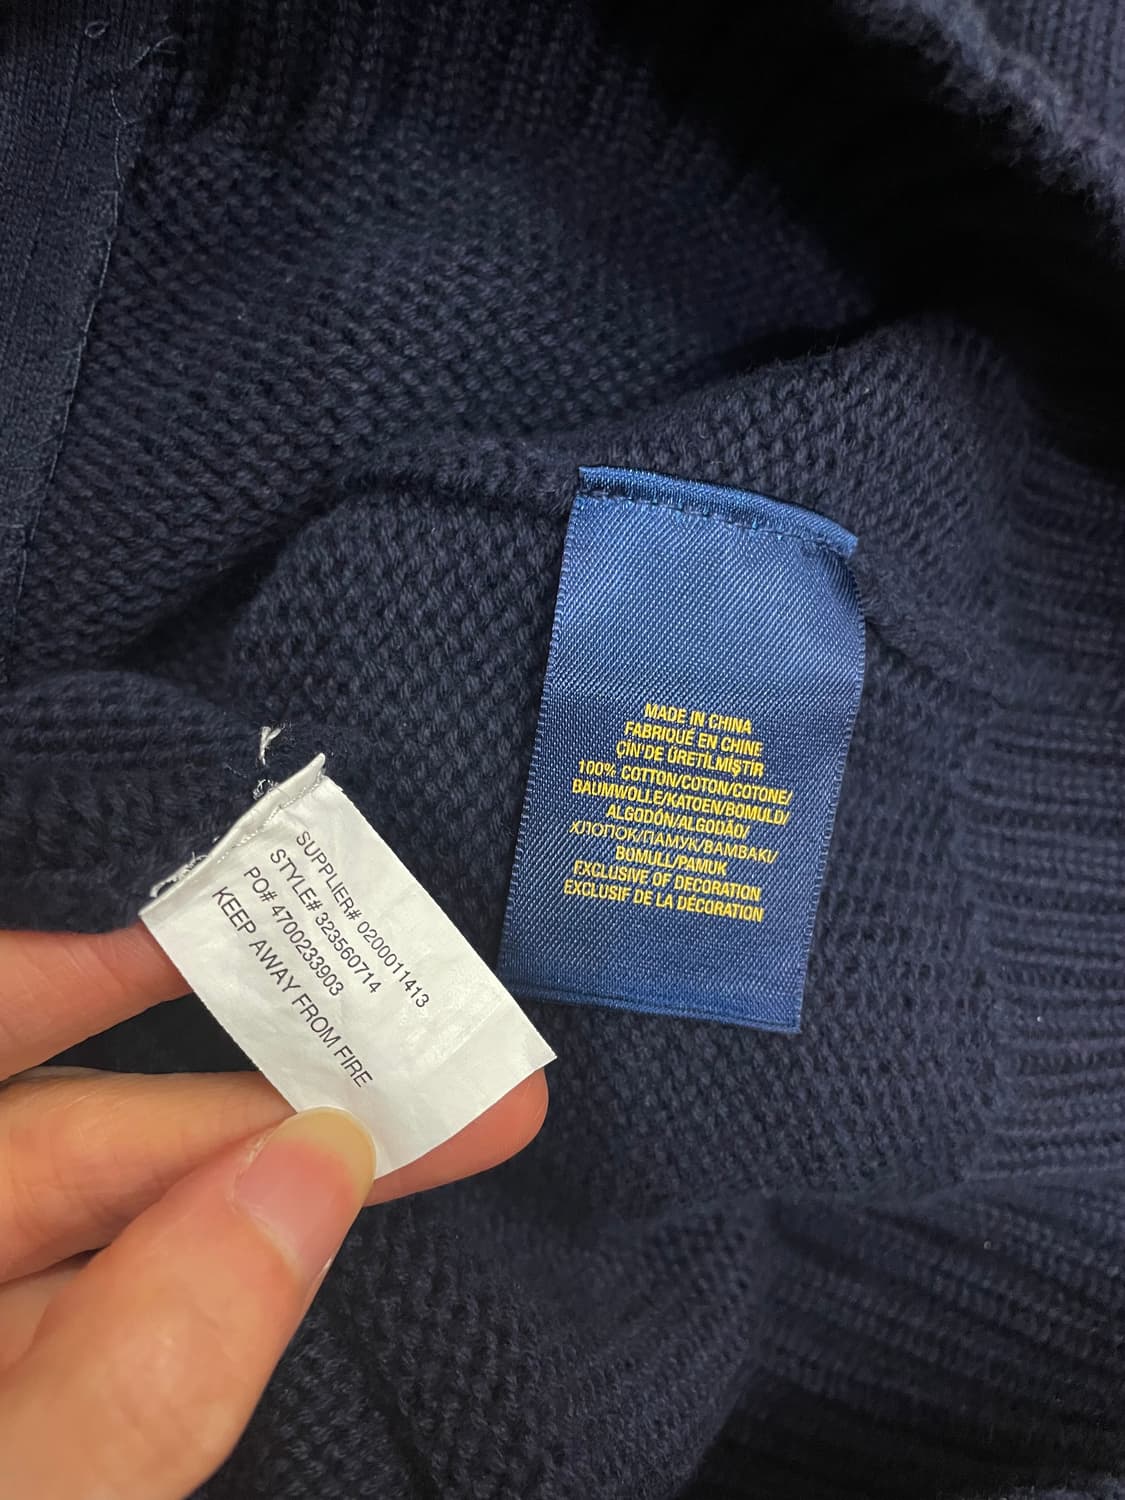 MADE IN CHINA
FABRIQUÉ EN CHINE
ÇİN'DE ÜRETİLMİŞTİR
100% COTTON/COTON/COTONE/
BAUMWOLLE/KATOEN/BOMULD/
ALGODÓN/ALGODÃO/
ХЛОПОК/ПАМУК/BAMBAKI/
BOMULL/PAMUK
EXCLUSIVE OF DECORATION
EXCLUSIF DE LA DÉCORATION
SUPPLIER# 0200011413
STYLE# 323560714
PO# 4700233903
KEEP AWAY FROM FIRE